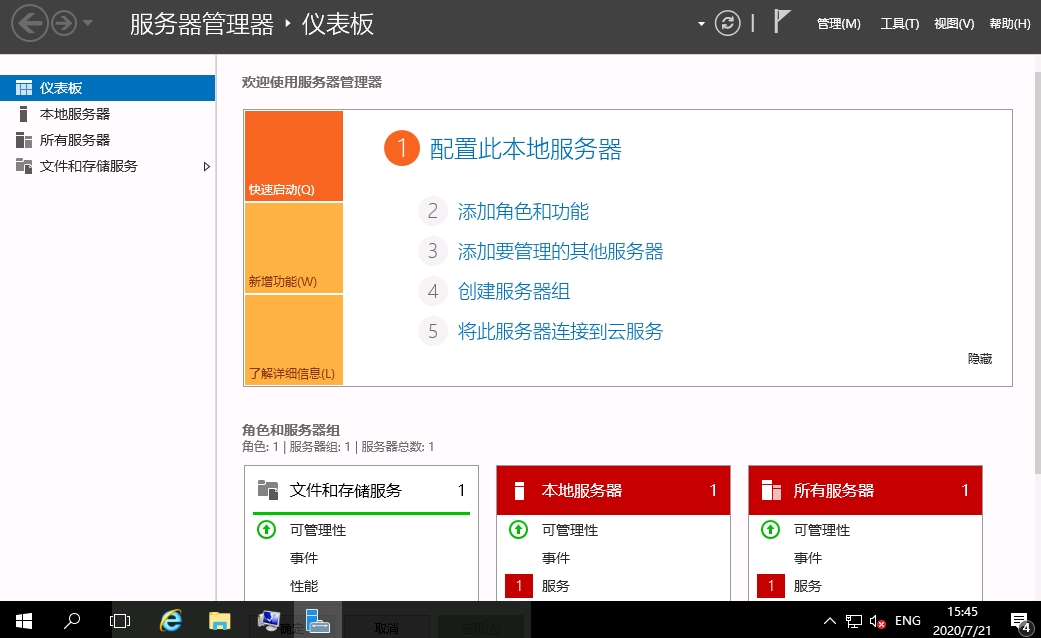 服务器管理器 仪表板
管理(M) 工具(T) 视图(V) 帮助(H)
仪表板
本地服务器
所有服务器
文件和存储服务
欢迎使用服务器管理器
快速启动(Q)
新增功能(W)
了解详细信息(L)
1 配置此本地服务器
2 添加角色和功能
3 添加要管理的其他服务器
4 创建服务器组
5 将此服务器连接到云服务
隐藏
角色和服务器组
角色: 1 | 服务器组: 1 | 服务器总数: 1
文件和存储服务 1
可管理性
事件
性能
本地服务器 1
可管理性
事件
1 服务
所有服务器 1
可管理性
事件
1 服务
确定 取消 应用(A)
ENG
15:45
2020/7/21
4